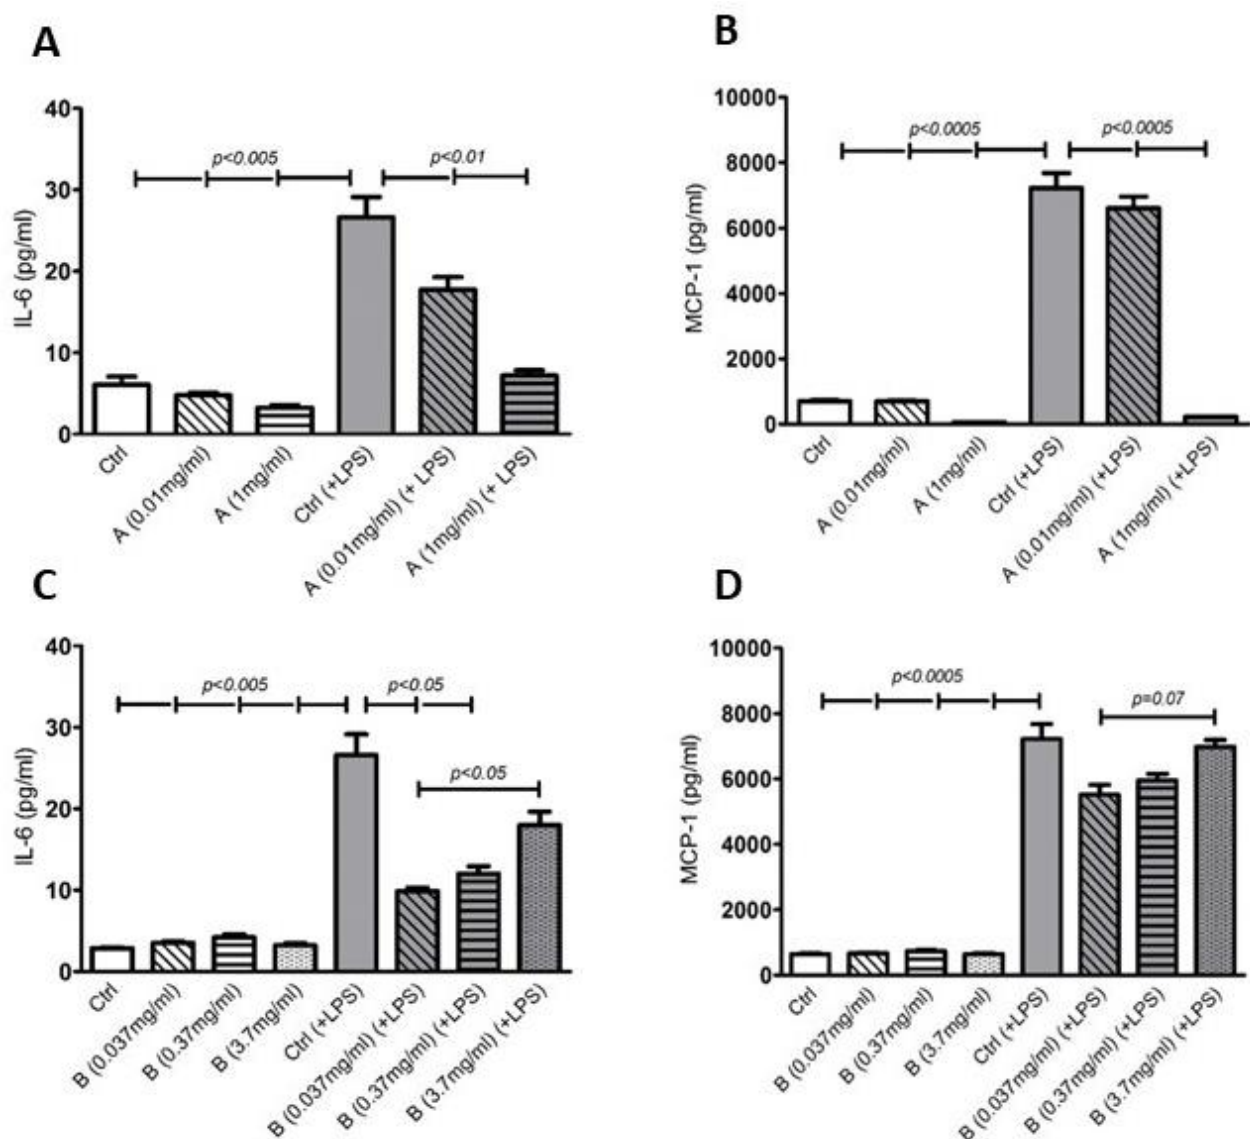 A
IL-6 (pg/ml)
40
30
20
10
0
p<0.005
p<0.01
Ctrl
A (0.01mg/ml)
A (1mg/ml)
Ctrl (+LPS)
A (0.01mg/ml) (+ LPS)
A (1mg/ml) (+ LPS)
B
MCP-1 (pg/ml)
10000
8000
6000
4000
2000
0
p<0.0005
p<0.0005
Ctrl
A (0.01mg/ml)
A (1mg/ml)
Ctrl (+LPS)
A (0.01mg/ml) (+LPS)
A (1mg/ml) (+LPS)
C
IL-6 (pg/ml)
40
30
20
10
0
p<0.005
p<0.05
p<0.05
Ctrl
B (0.037mg/ml)
B (0.37mg/ml)
B (3.7mg/ml)
Ctrl (+LPS)
B (0.037mg/ml) (+LPS)
B (0.37mg/ml) (+LPS)
B (3.7mg/ml) (+LPS)
D
MCP-1 (pg/ml)
10000
8000
6000
4000
2000
0
p<0.0005
p=0.07
Ctrl
B (0.037mg/ml)
B (0.37mg/ml)
B (3.7mg/ml)
Ctrl (+LPS)
B (0.037mg/ml) (+LPS)
B (0.37mg/ml) (+LPS)
B (3.7mg/ml) (+LPS)